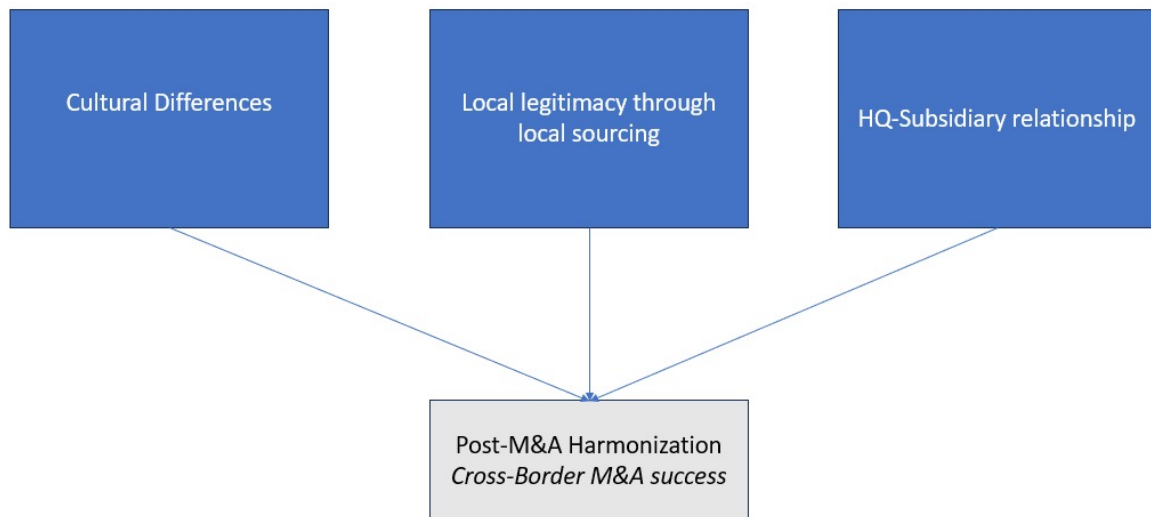 Cultural Differences
Local legitimacy through
local sourcing
HQ-Subsidiary relationship
Post-M&A Harmonization
Cross-Border M&A success